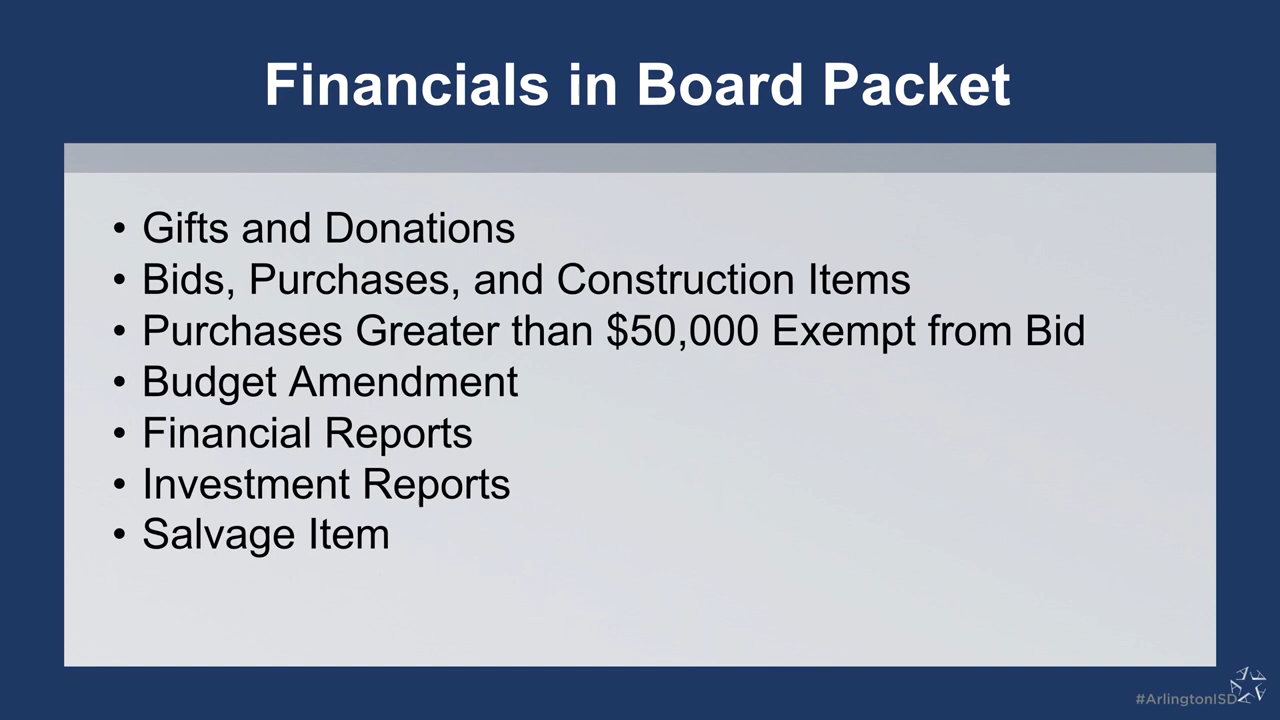 Financials in Board Packet
• Gifts and Donations
• Bids, Purchases, and Construction Items
• Purchases Greater than $50,000 Exempt from Bid
• Budget Amendment
• Financial Reports
• Investment Reports
• Salvage Item
#ArlingtonISD